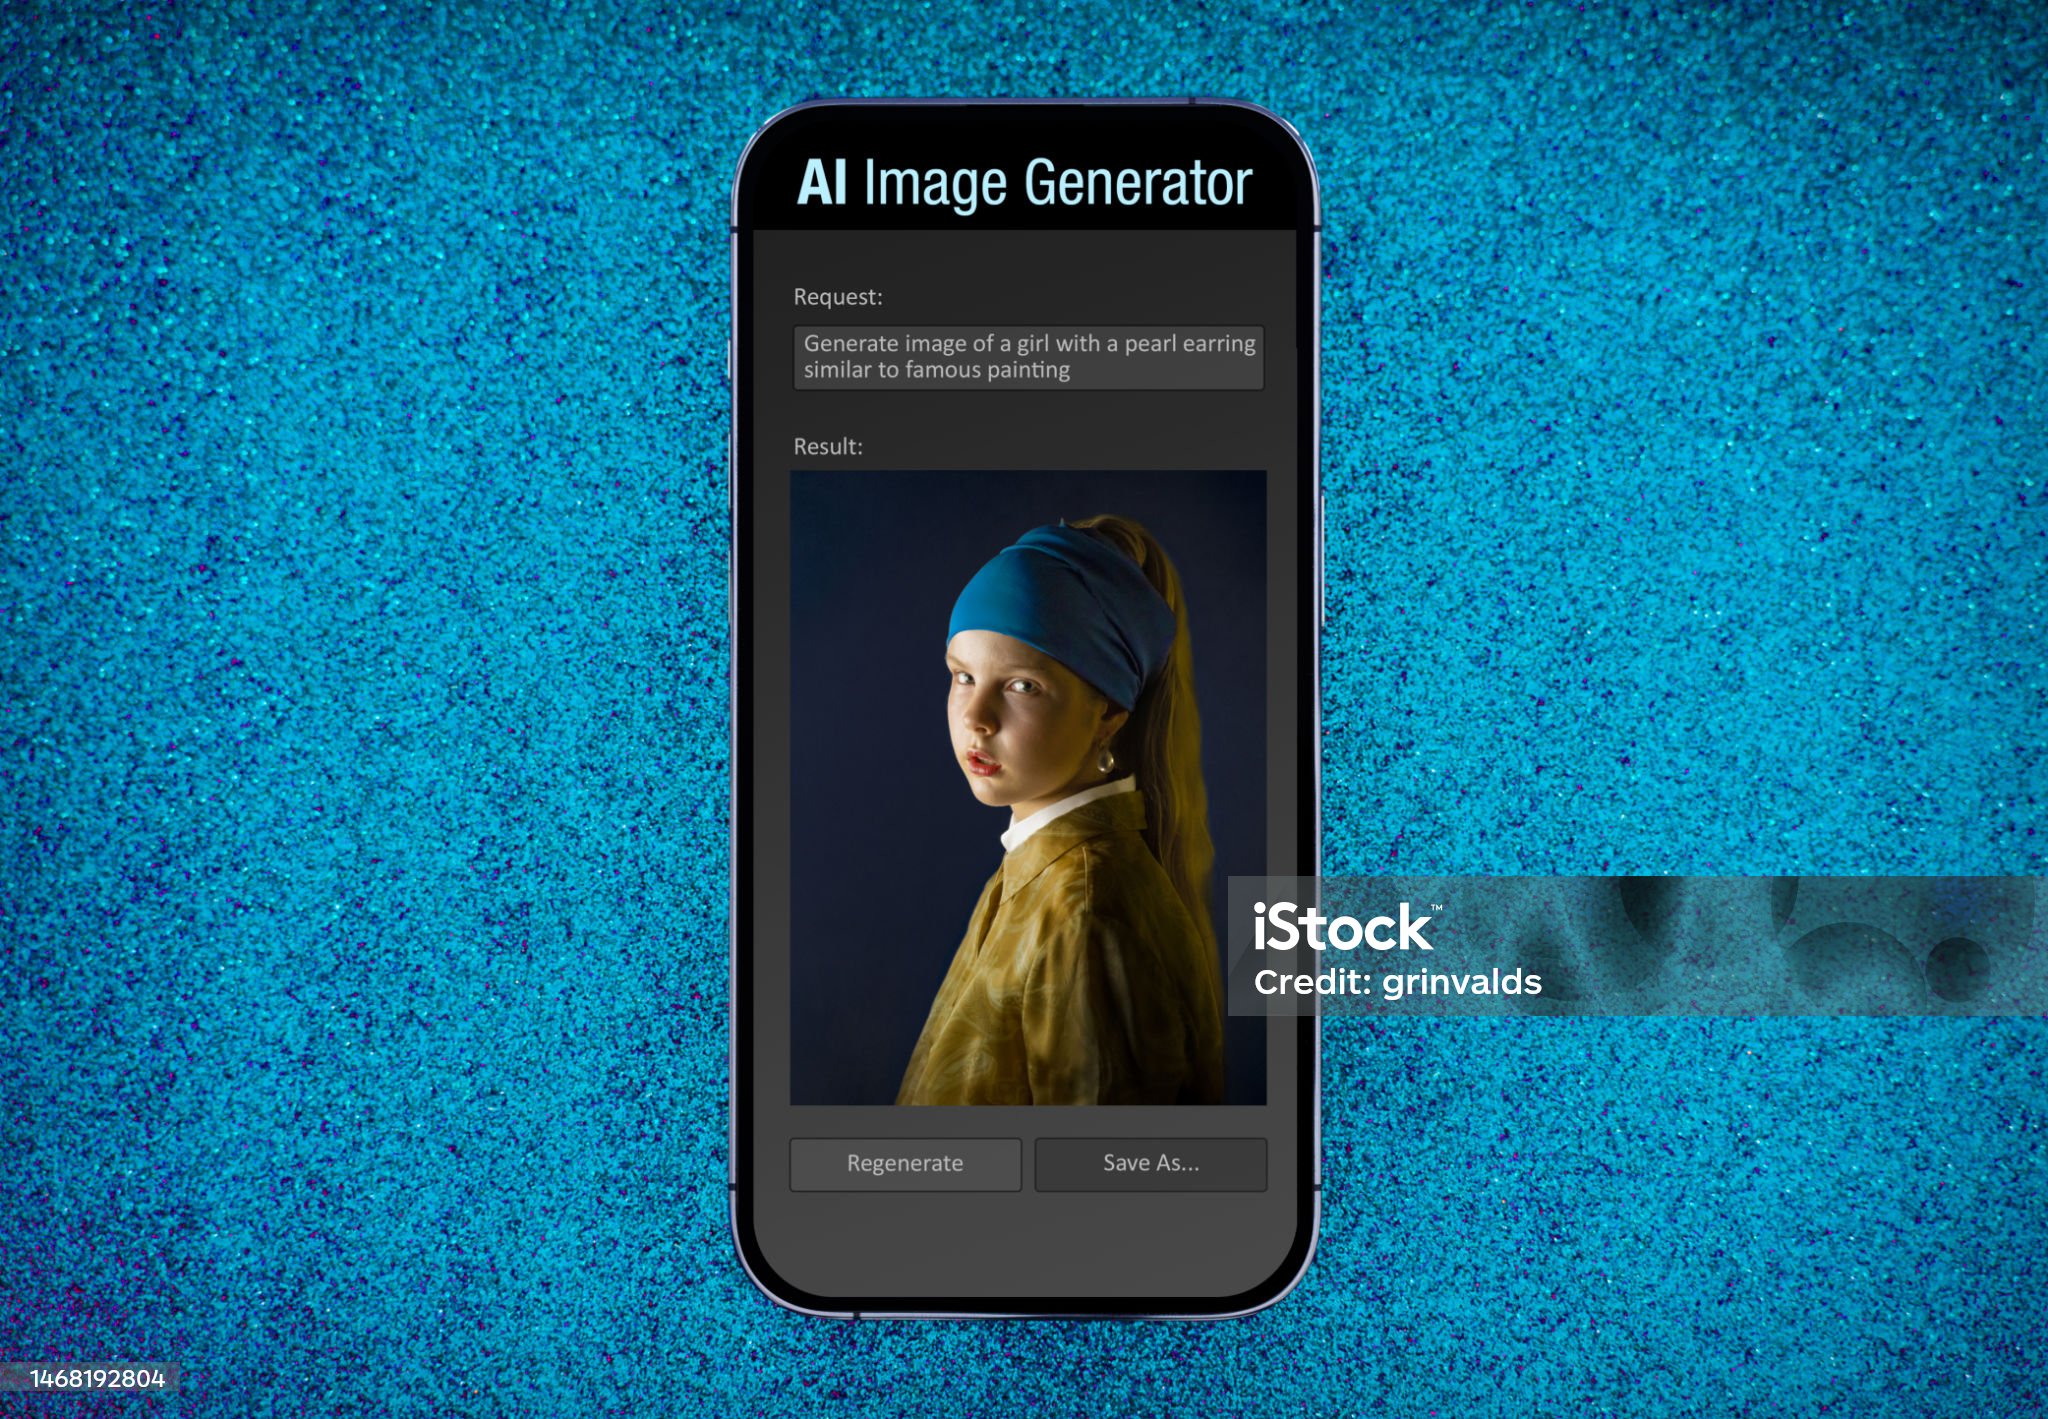 AI Image Generator
Request:
Generate image of a girl with a pearl earring
similar to famous painting
Result:
iStock™
Credit: grinvalds
Regenerate
Save As...
1468192804